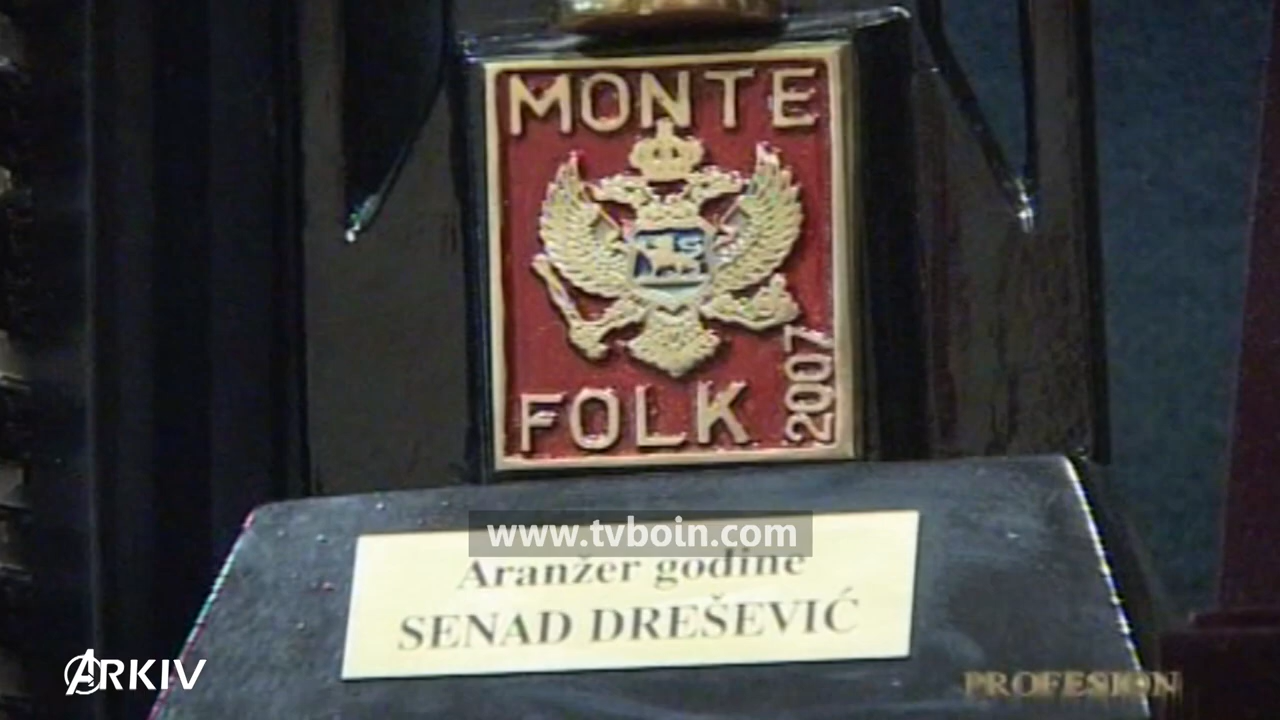 MONTE
FOLK
2007
www.tvboin.com
Aranžer godine
SENAD DREŠEVIĆ
ARKIV
PROFESION